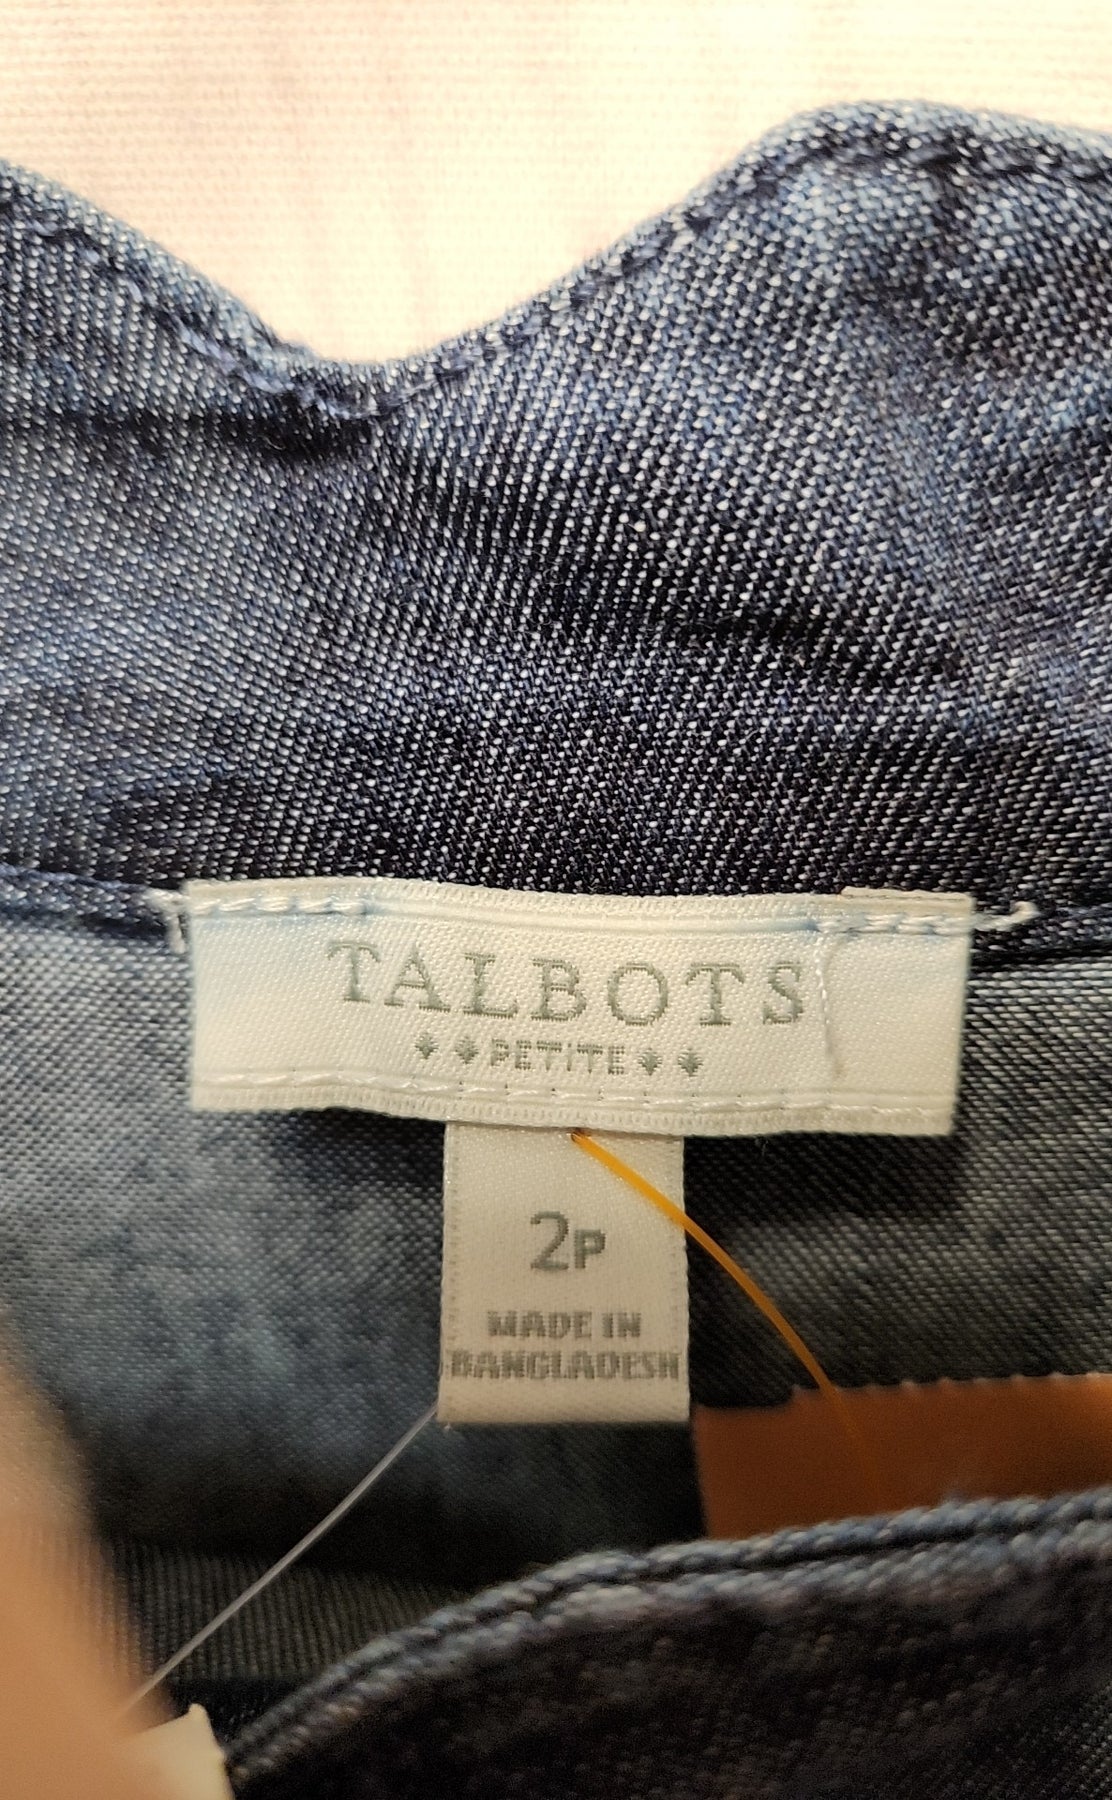 TALBOTS
PETITE
2P
MADE IN
BANGLADESH